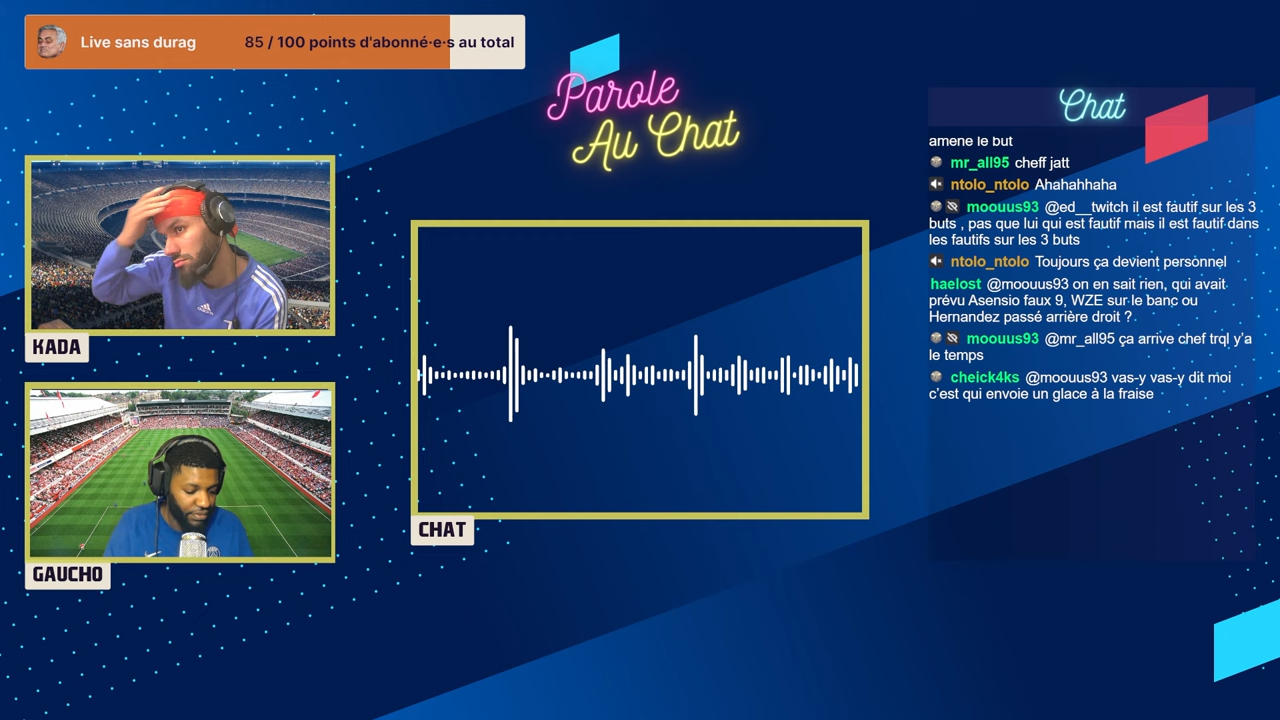 Live sans durag
85 / 100 points d'abonné·e·s au total
Parole
Au Chat
KADA
GAUCHO
CHAT
Chat
amene le but
mr_all95 cheff jatt
ntolo_ntolo Ahahahhaha
moouus93 @ed__twitch il est fautif sur les 3
buts , pas que lui qui est fautif mais il est fautif dans
les fautifs sur les 3 buts
ntolo_ntolo Toujours ça devient personnel
haelost @moouus93 on en sait rien, qui avait
prévu Asensio faux 9, WZE sur le banc ou
Hernandez passé arrière droit ?
moouus93 @mr_all95 ça arrive chef trql y'a
le temps
cheick4ks @moouus93 vas-y vas-y dit moi
c'est qui envoie un glace à la fraise